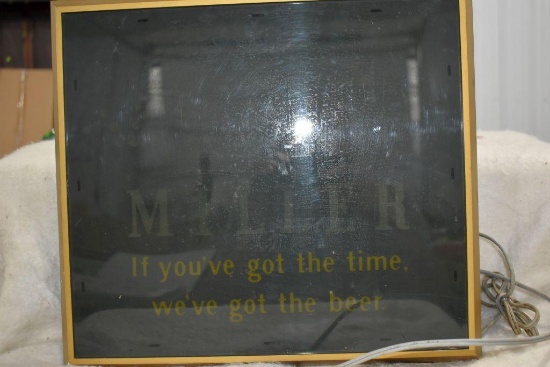 MILLER
If you've got the time,
we've got the beer.